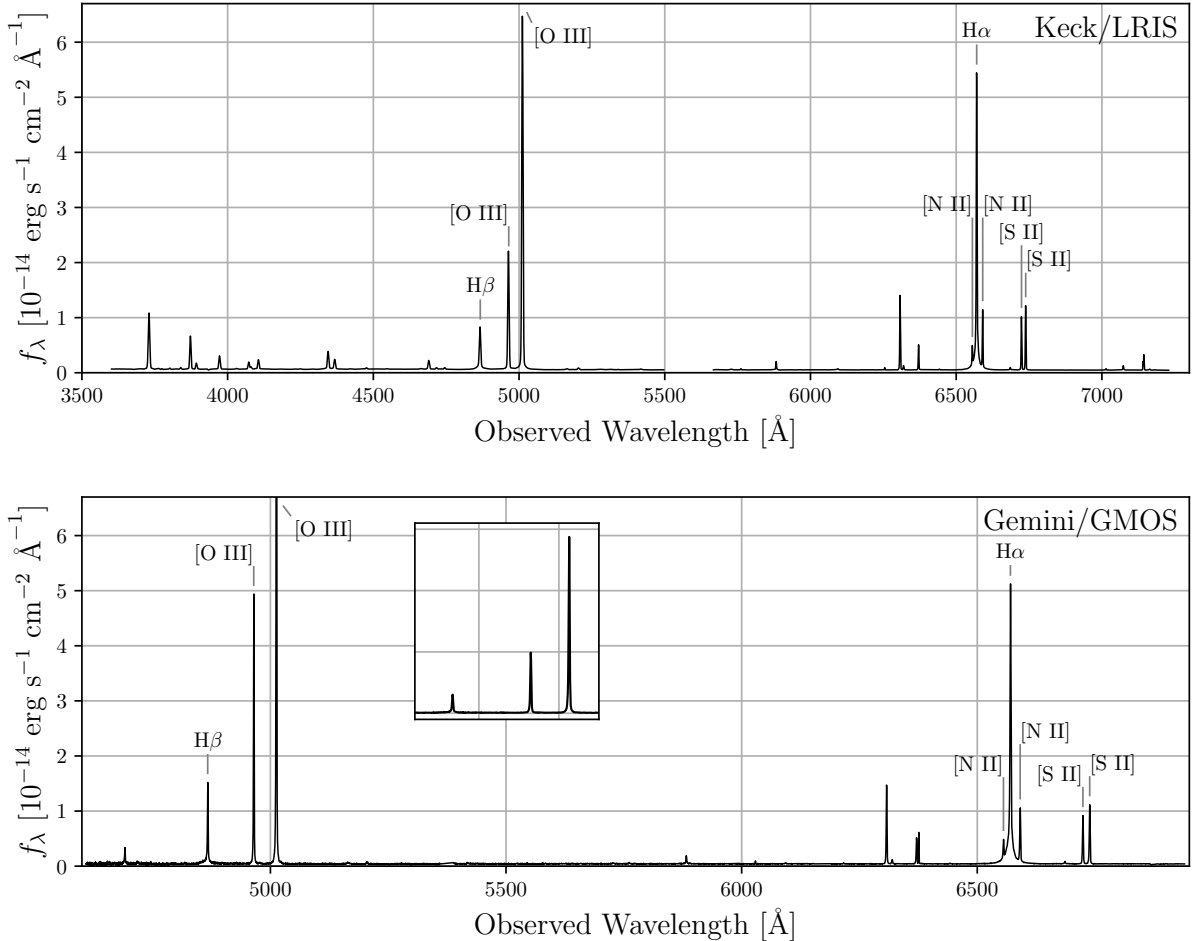 Keck/LRIS
Hα
[O III]
[O III]
Hβ
[N II]
[N II]
[S II]
[S II]
6
5
4
3
2
1
0
f_λ [10⁻¹⁴ erg s⁻¹ cm⁻² Å⁻¹]
3500 4000 4500 5000 5500 6000 6500 7000
Observed Wavelength [Å]
Gemini/GMOS
Hα
[O III]
[O III]
Hβ
[N II]
[N II]
[S II]
[S II]
6
5
4
3
2
1
0
f_λ [10⁻¹⁴ erg s⁻¹ cm⁻² Å⁻¹]
5000 5500 6000 6500
Observed Wavelength [Å]